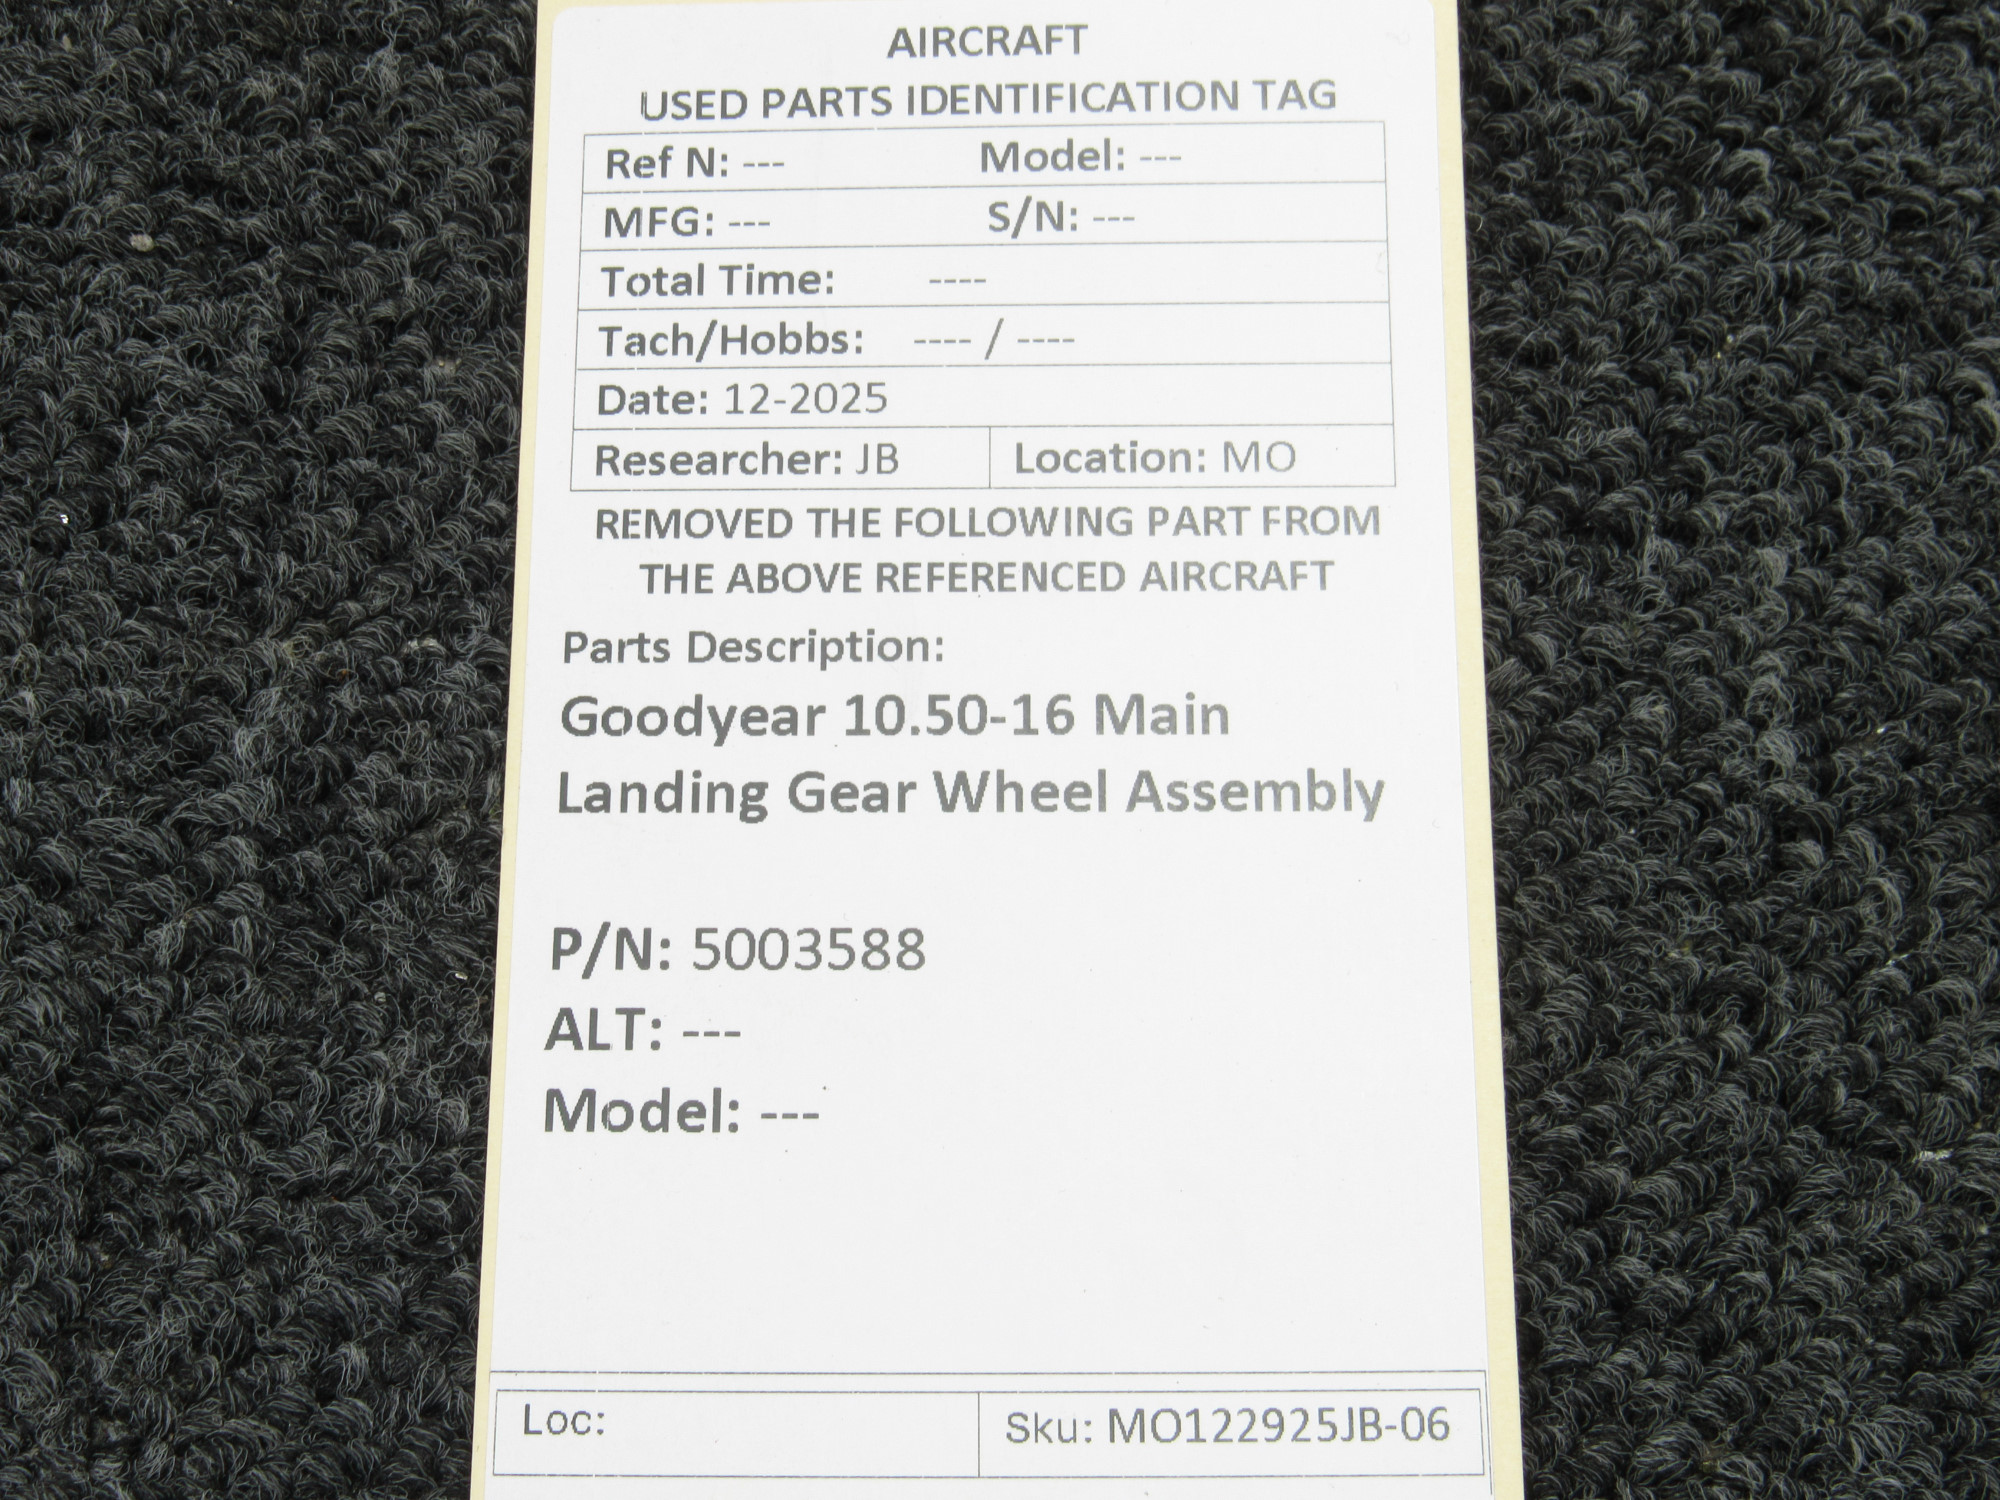 AIRCRAFT
USED PARTS IDENTIFICATION TAG
Ref N: --- Model: ---
MFG: --- S/N: ---
Total Time: ----
Tach/Hobbs: ---- / ----
Date: 12-2025
Researcher: JB Location: MO
REMOVED THE FOLLOWING PART FROM
THE ABOVE REFERENCED AIRCRAFT
Parts Description:
Goodyear 10.50-16 Main
Landing Gear Wheel Assembly
P/N: 5003588
ALT: ---
Model: ---
Loc: Sku: MO122925JB-06